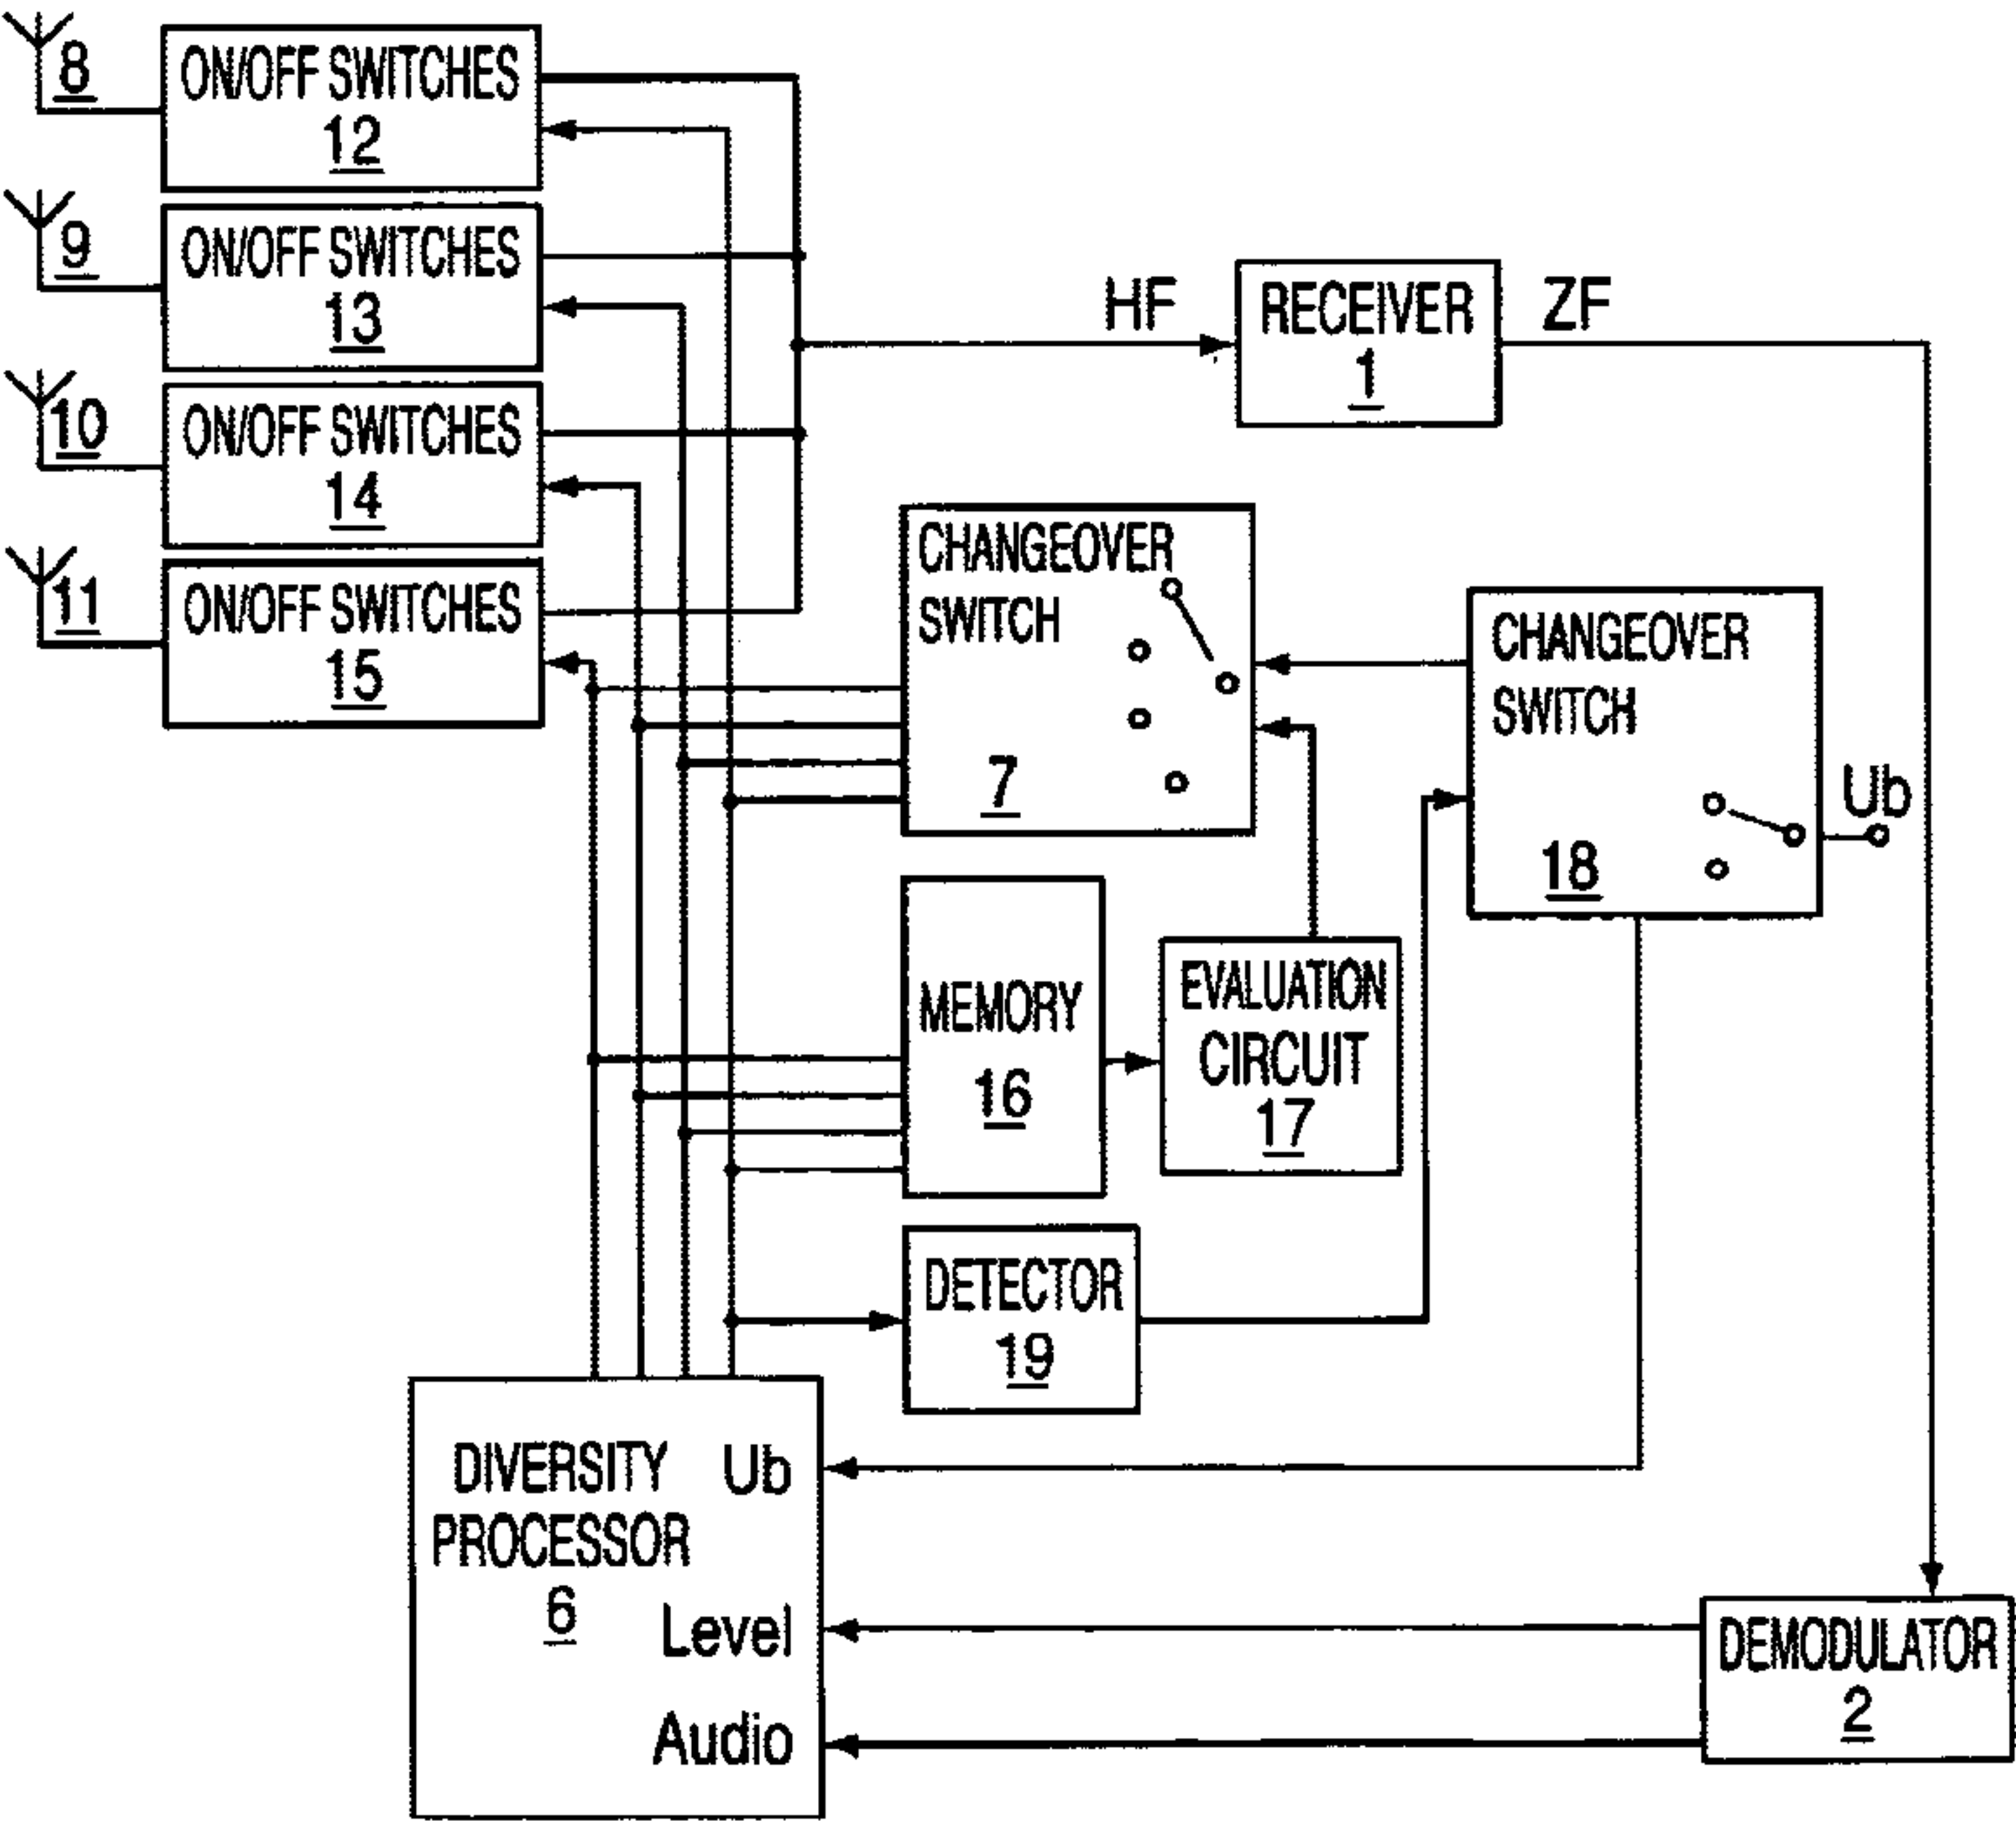 8
ON/OFF SWITCHES
12
9
ON/OFF SWITCHES
13
10
ON/OFF SWITCHES
14
11
ON/OFF SWITCHES
15
HF
RECEIVER
1
ZF
CHANGEOVER
SWITCH
7
CHANGEOVER
SWITCH
18
Ub
MEMORY
16
EVALUATION
CIRCUIT
17
DETECTOR
19
DIVERSITY
PROCESSOR
6
Ub
Level
Audio
DEMODULATOR
2